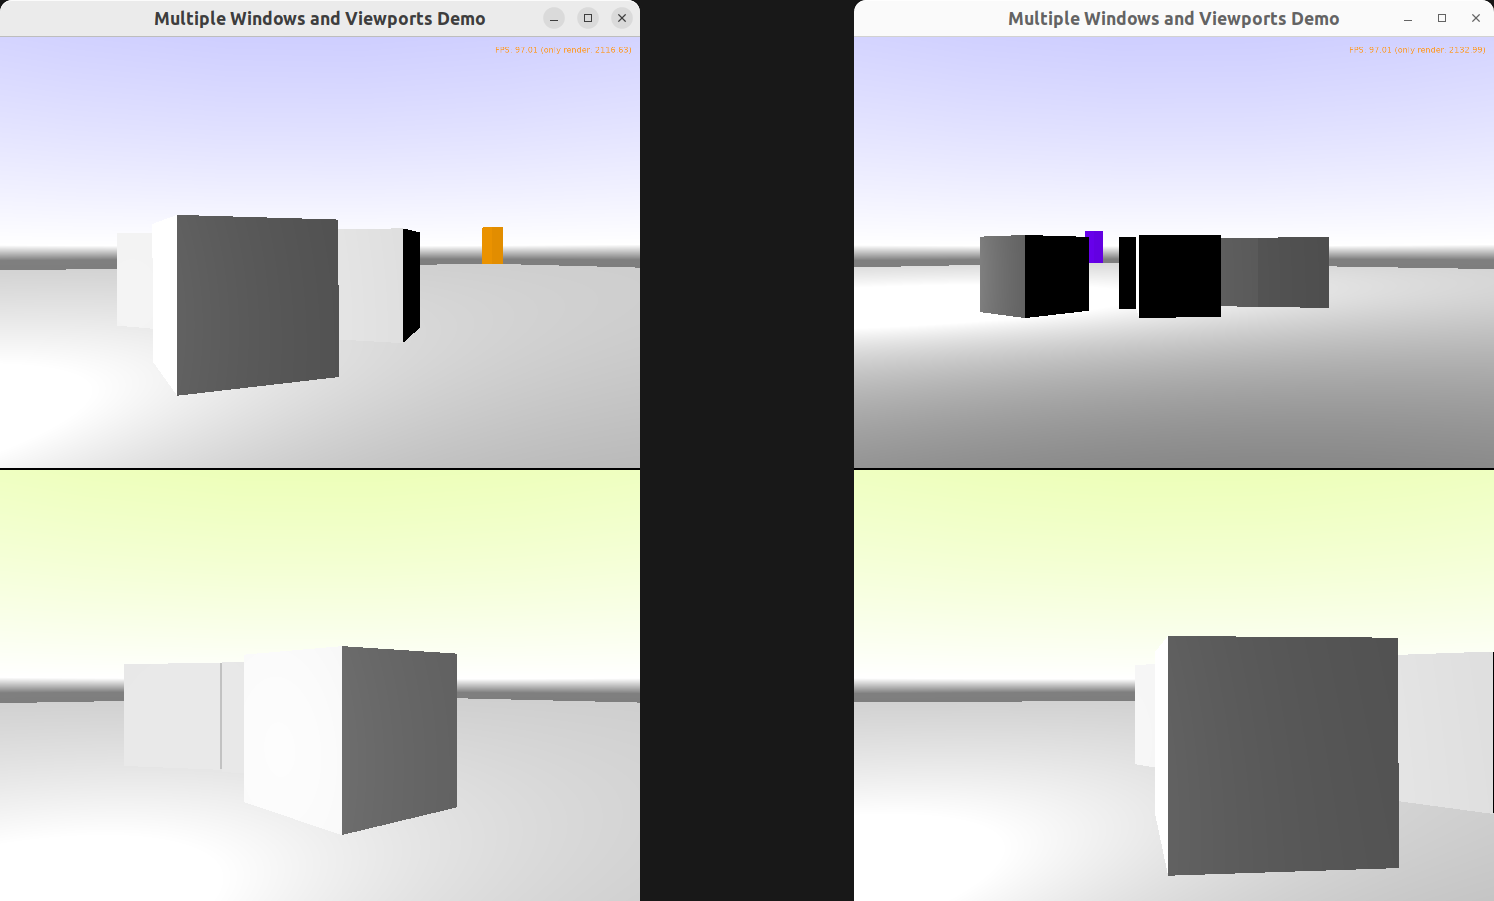 Multiple Windows and Viewports Demo
FPS: 97.01 (only render: 2116.63)
Multiple Windows and Viewports Demo
FPS: 97.01 (only render: 2132.99)